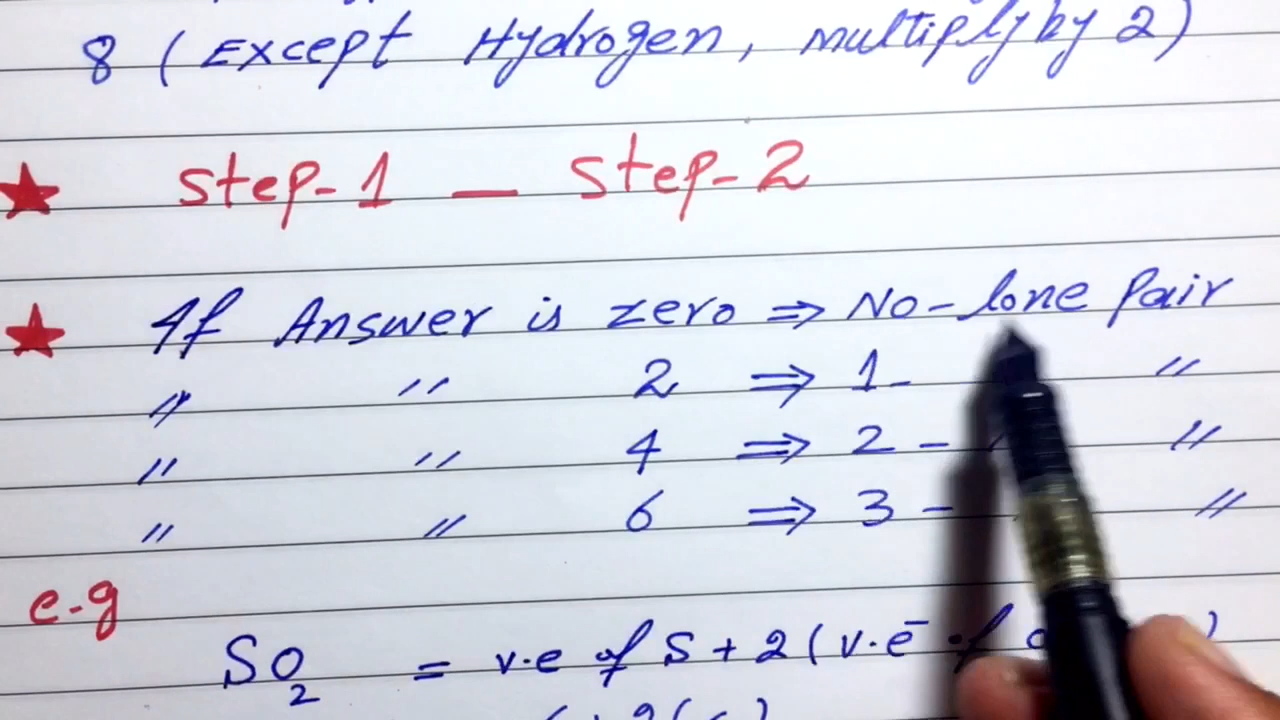 8 (Except Hydrogen, multiply by 2)
★ Step-1 — Step-2
★ If Answer is zero ⇒ No-lone pair
〃 〃 2 ⇒ 1- 〃
〃 〃 4 ⇒ 2 - 〃
〃 〃 6 ⇒ 3 - 〃
e.g
SO₂ = v.e of S + 2(v.e̅ of )